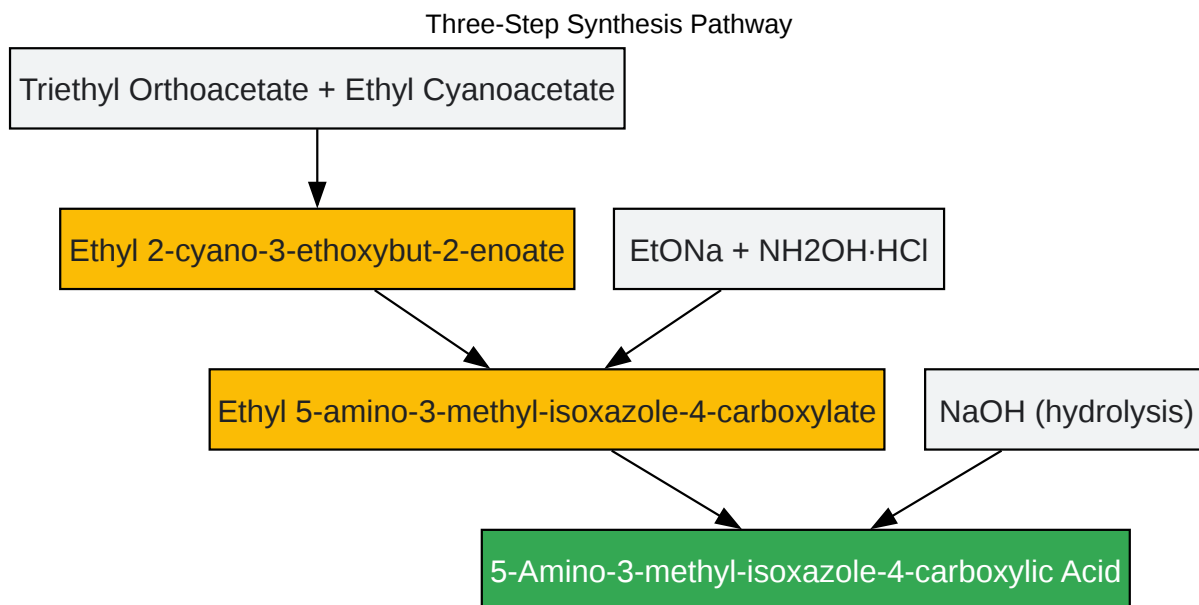 Three-Step Synthesis Pathway
Triethyl Orthoacetate + Ethyl Cyanoacetate
Ethyl 2-cyano-3-ethoxybut-2-enoate
EtONa + NH2OH·HCl
Ethyl 5-amino-3-methyl-isoxazole-4-carboxylate
NaOH (hydrolysis)
5-Amino-3-methyl-isoxazole-4-carboxylic Acid